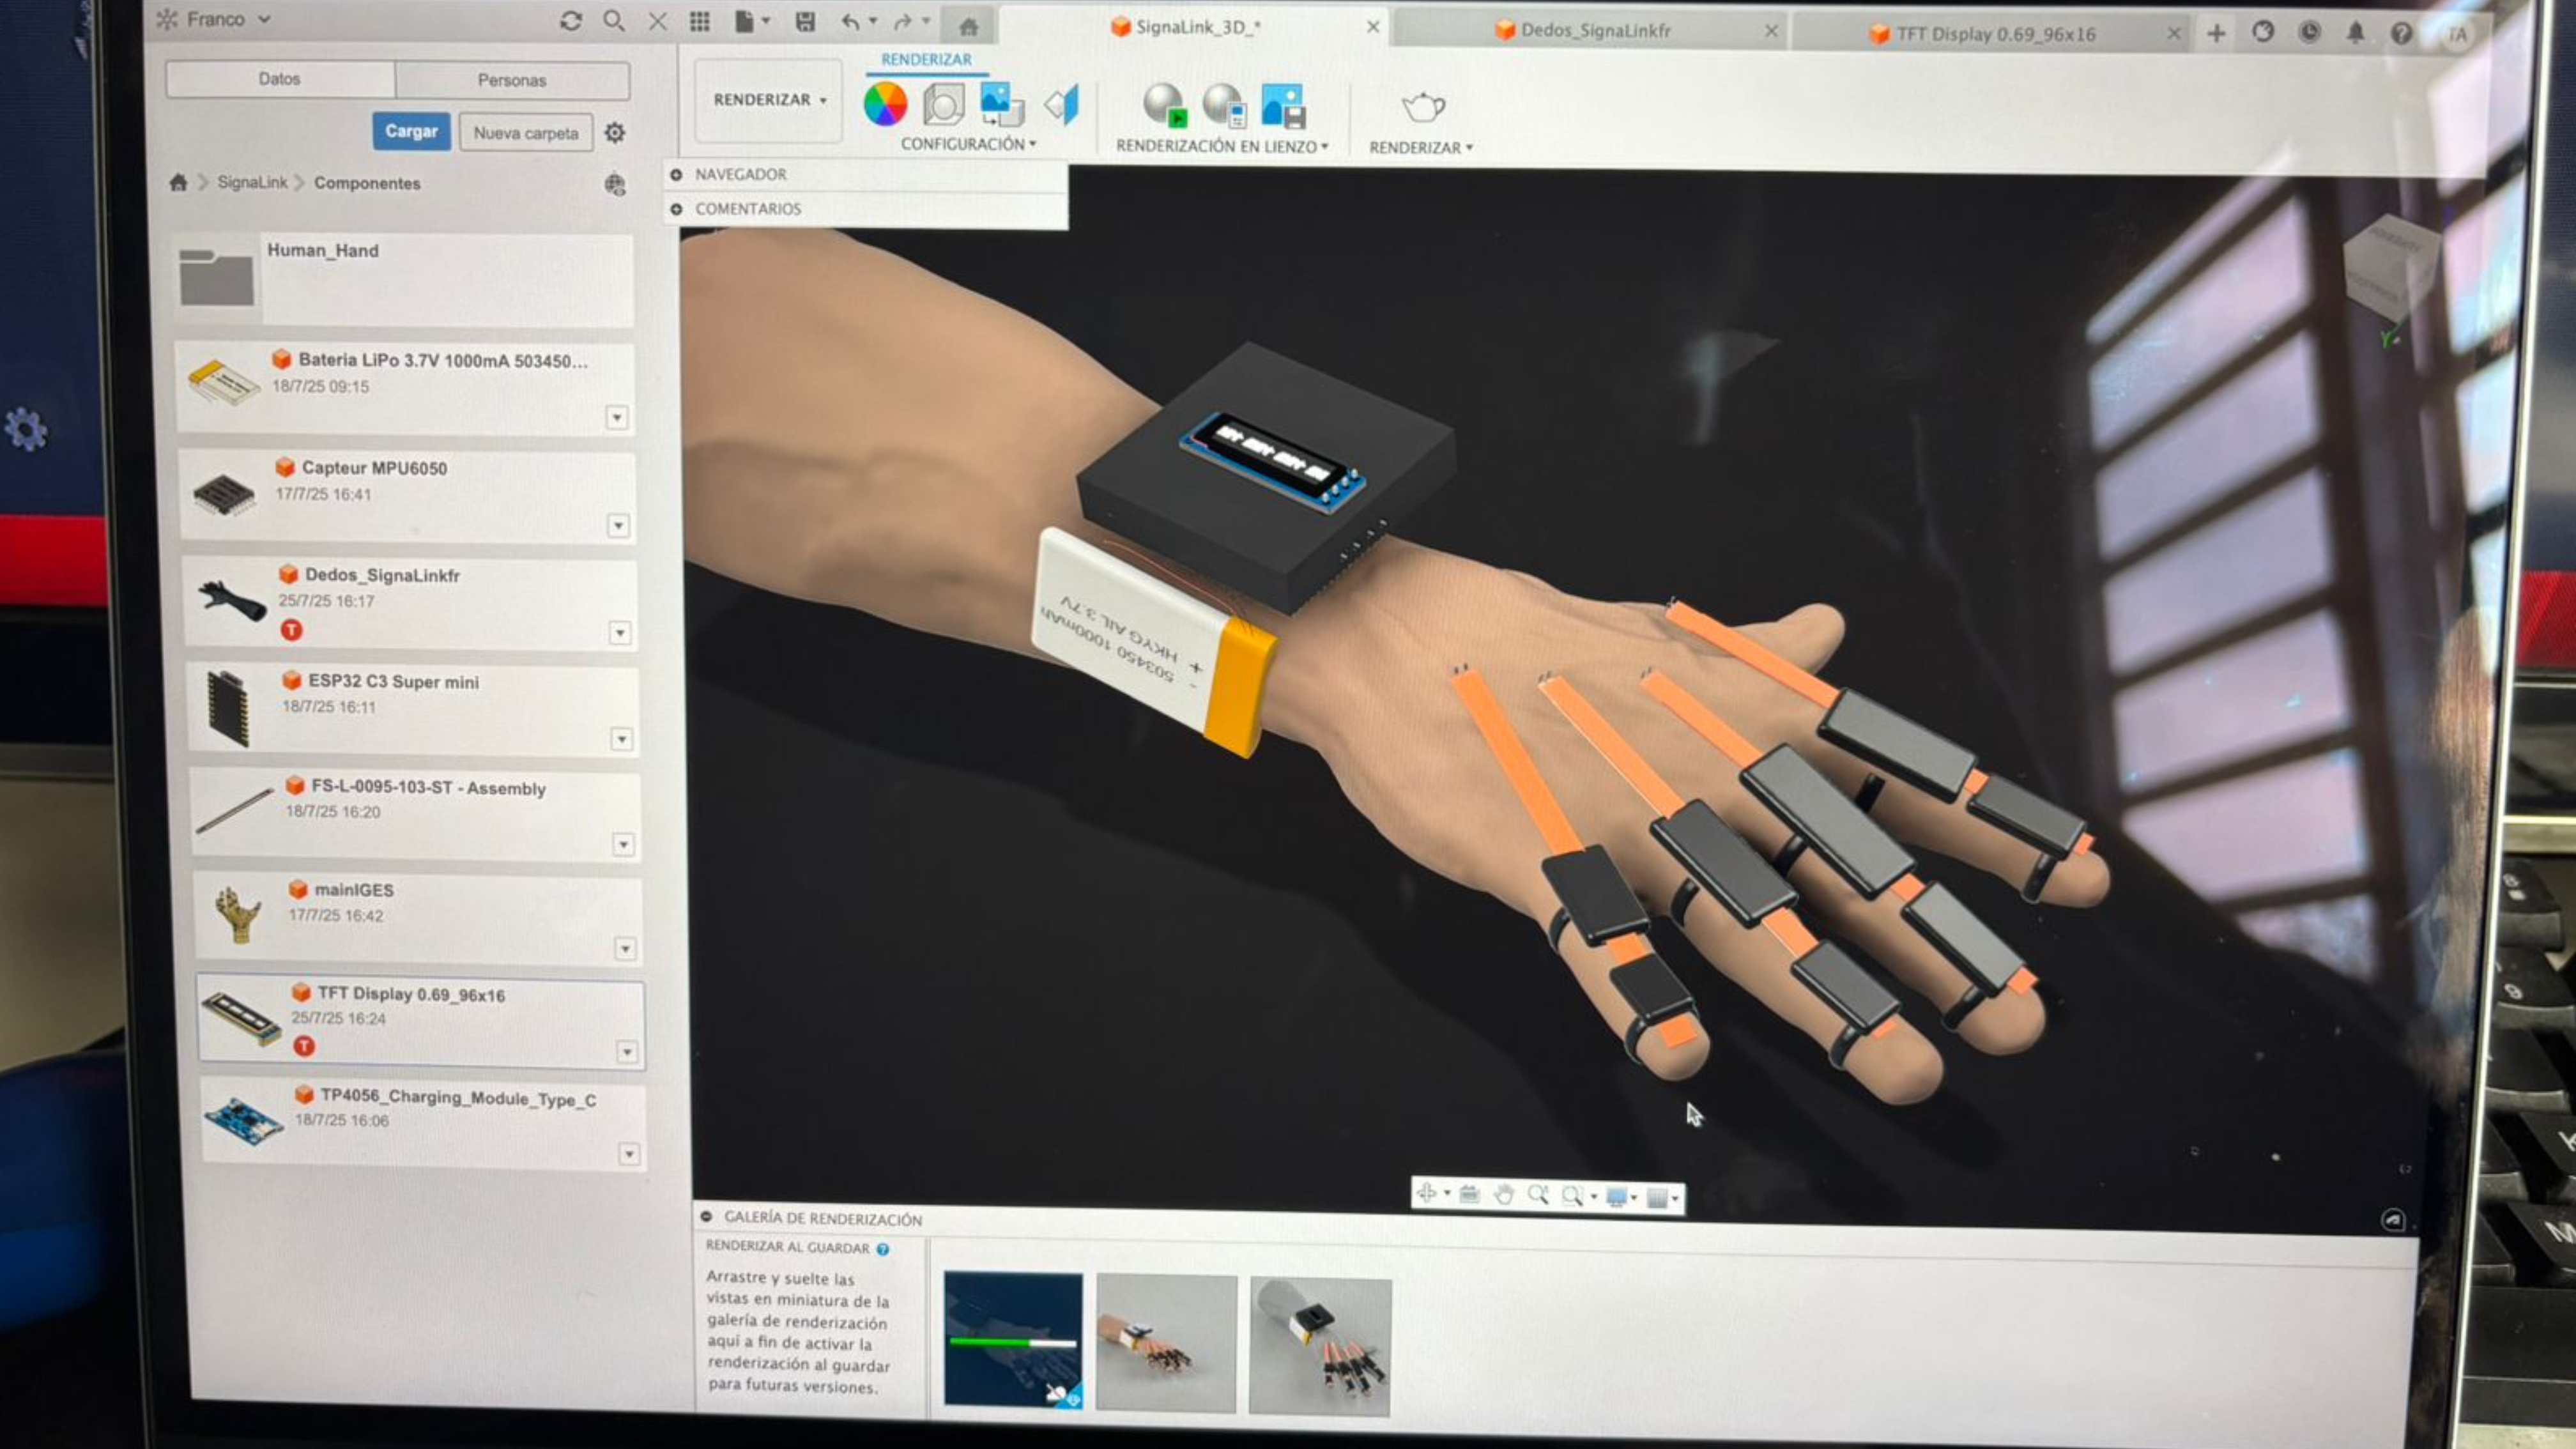 Franco
SignaLink_3D_*
Dedos_SignaLinkfr
TFT Display 0.69_96x16
TA
Datos
Personas
Cargar
Nueva carpeta
SignaLink
Componentes
Human_Hand
Bateria LiPo 3.7V 1000mA 503450...
18/7/25 09:15
Capteur MPU6050
17/7/25 16:41
Dedos_SignaLinkfr
25/7/25 16:17
T
ESP32 C3 Super mini
18/7/25 16:11
FS-L-0095-103-ST - Assembly
18/7/25 16:20
mainIGES
17/7/25 16:42
TFT Display 0.69_96x16
25/7/25 16:24
T
TP4056_Charging_Module_Type_C
18/7/25 16:06
RENDERIZAR
RENDERIZAR
CONFIGURACIÓN
RENDERIZACIÓN EN LIENZO
RENDERIZAR
NAVEGADOR
COMENTARIOS
- 503450 1000mAh
+ HKYG AIL 3.7V
Y
GALERÍA DE RENDERIZACIÓN
RENDERIZAR AL GUARDAR
Arrastre y suelte las
vistas en miniatura de la
galería de renderización
aquí a fin de activar la
renderización al guardar
para futuras versiones.